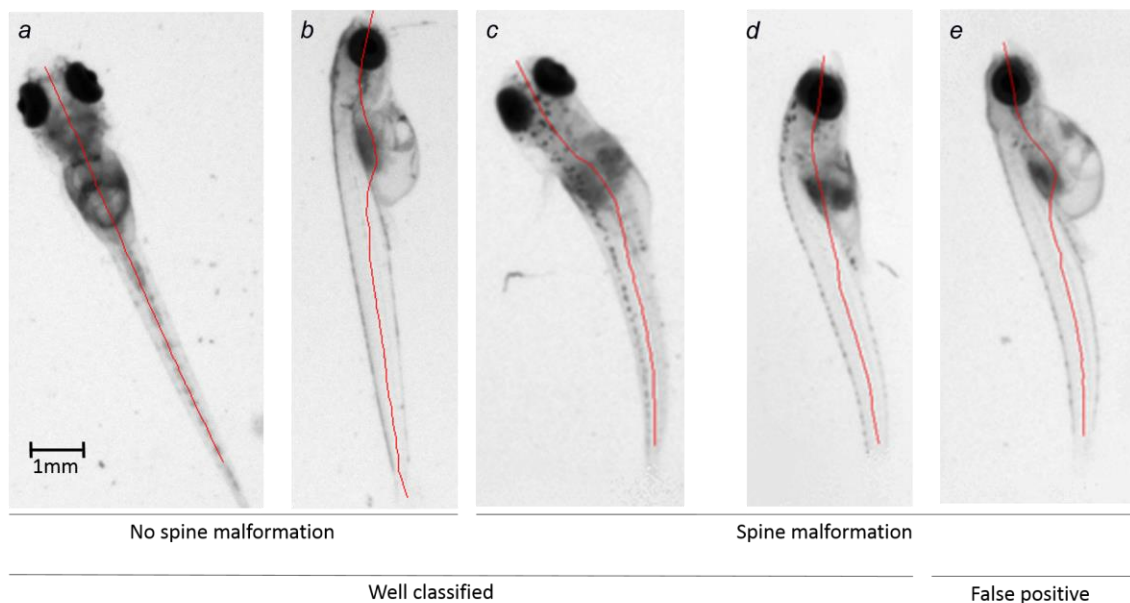 a
b
c
d
e
1mm
No spine malformation
Spine malformation
Well classified
False positive